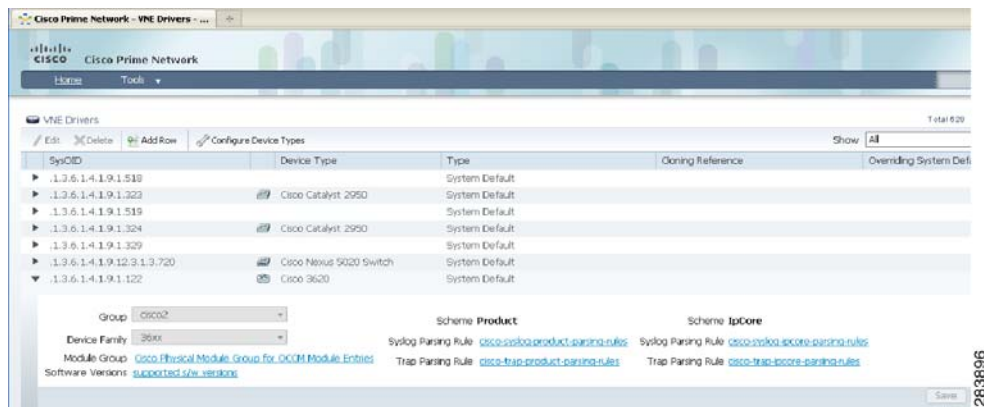 Cisco Prime Network - VNE Drivers - ...
CISCO Cisco Prime Network
Home Tools
VNE Drivers Total 620
Edit Delete Add Row Configure Device Types Show All
SysOID Device Type Type Cloning Reference Overriding System Defa
.1.3.6.1.4.1.9.1.518 System Default
.1.3.6.1.4.1.9.1.323 Cisco Catalyst 2950 System Default
.1.3.6.1.4.1.9.1.519 System Default
.1.3.6.1.4.1.9.1.324 Cisco Catalyst 2950 System Default
.1.3.6.1.4.1.9.1.329 System Default
.1.3.6.1.4.1.9.12.3.1.3.720 Cisco Nexus 5020 Switch System Default
.1.3.6.1.4.1.9.1.122 Cisco 3620 System Default
Group cisco2 Scheme Product Scheme IpCore
Device Family 36xx Syslog Parsing Rule cisco-syslog-product-parsing-rules Syslog Parsing Rule cisco-syslog-ipcore-parsing-rules
Module Group Cisco Physical Module Group for OCCM Module Entries Trap Parsing Rule cisco-trap-product-parsing-rules Trap Parsing Rule cisco-trap-ipcore-parsing-rules
Software Versions supported s/w versions
Save
283896